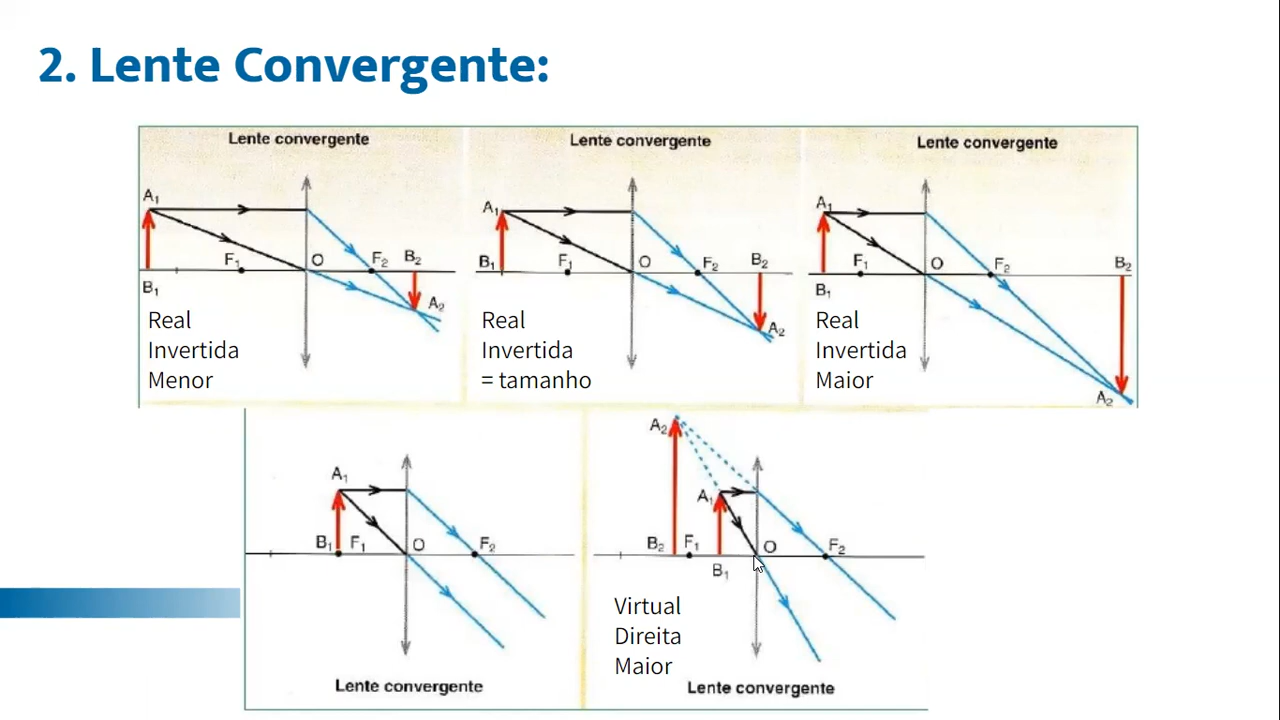 2. Lente Convergente:
Lente convergente
A₁
F₁
O
F₂
B₂
B₁
A₂
Real
Invertida
Menor
Lente convergente
A₁
B₁
F₁
O
F₂
B₂
A₂
Real
Invertida
= tamanho
Lente convergente
A₁
F₁
O
F₂
B₂
B₁
A₂
Real
Invertida
Maior
A₁
B₁
F₁
O
F₂
Lente convergente
A₂
A₁
B₂
F₁
O
F₂
B₁
Virtual
Direita
Maior
Lente convergente